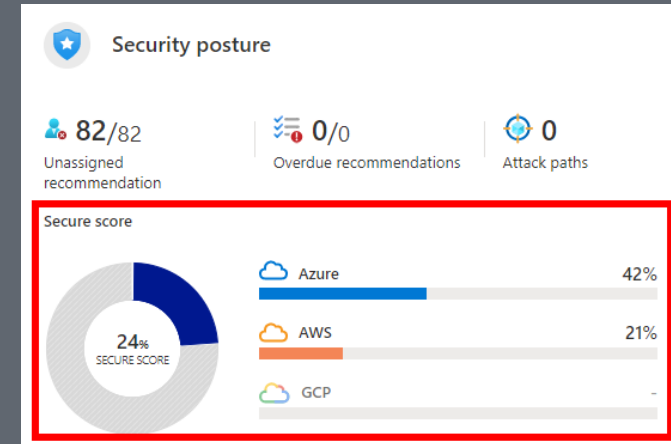 Security posture
82/82
Unassigned
recommendation
0/0
Overdue recommendations
0
Attack paths
Secure score
24%
SECURE SCORE
Azure 42%
AWS 21%
GCP -